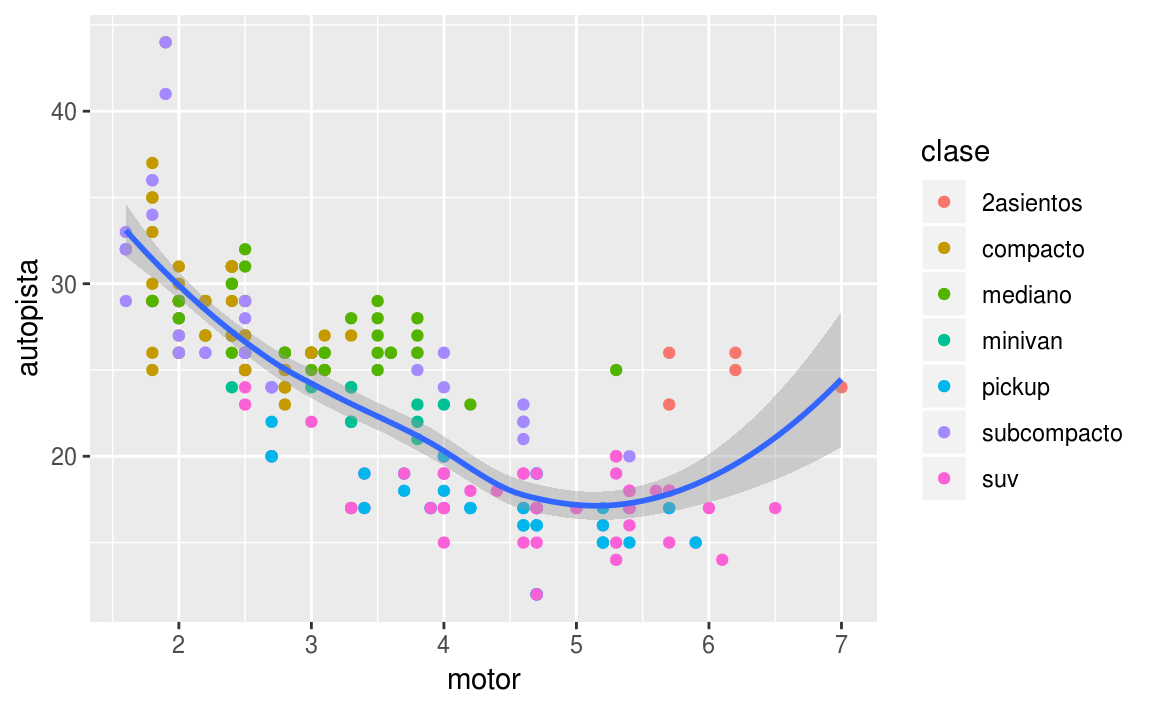 40
30
20
autopista
2 3 4 5 6 7
motor
clase
2asientos
compacto
mediano
minivan
pickup
subcompacto
suv